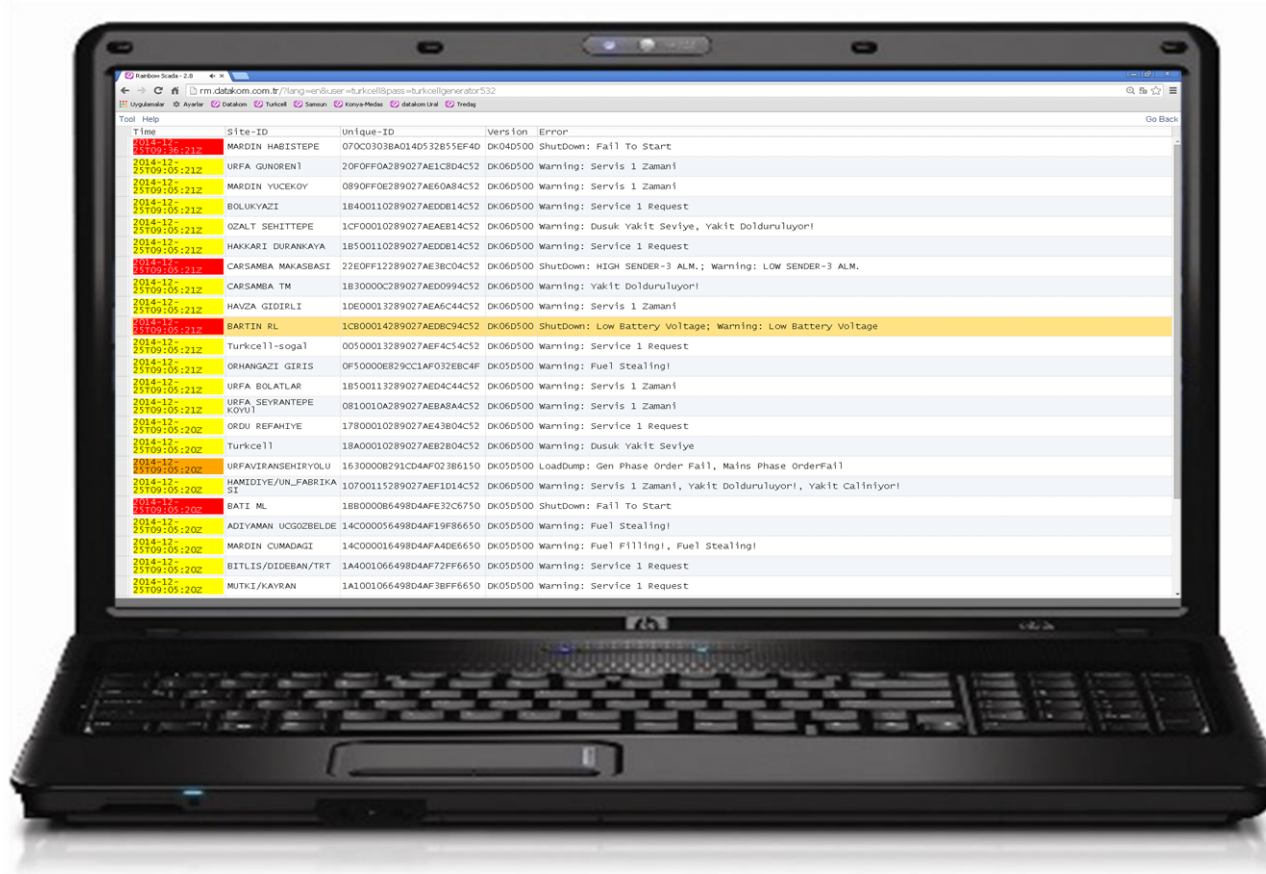 Rainbow Scada - 2.8
rm.datakom.com.tr/?lang=en&user=turkcell&pass=turkcellgenerator532
Uygulamalar Ayarlar Datakom Turkcell Samsun Konya-Medas datakom Ural Tredaş
Tool Help Go Back
Time Site-ID Unique-ID Version Error
2014-12-25T09:36:21Z MARDIN HABISTEPE 070C0303BA014D532B55EF4D DK04D500 ShutDown: Fail To Start
2014-12-25T09:05:21Z URFA GUNOREN1 20F0FF0A289027AE1C8D4C52 DK06D500 Warning: Servis 1 Zamani
2014-12-25T09:05:21Z MARDIN YUCEKOY 0890FF0E289027AE60A84C52 DK06D500 Warning: Servis 1 Zamani
2014-12-25T09:05:21Z BOLUKYAZI 1B400110289027AEDDB14C52 DK06D500 Warning: Service 1 Request
2014-12-25T09:05:21Z OZALT SEHITTEPE 1CF00010289027AEAEB14C52 DK06D500 Warning: Dusuk Yakit Seviye, Yakit Dolduruluyor!
2014-12-25T09:05:21Z HAKKARI DURANKAYA 1B500110289027AEDDB14C52 DK06D500 Warning: Service 1 Request
2014-12-25T09:05:21Z CARSAMBA MAKASBASI 22E0FF12289027AE3BC04C52 DK06D500 ShutDown: HIGH SENDER-3 ALM.; Warning: LOW SENDER-3 ALM.
2014-12-25T09:05:21Z CARSAMBA TM 1B30000C289027AED0994C52 DK06D500 Warning: Yakit Dolduruluyor!
2014-12-25T09:05:21Z HAVZA GIDIRLI 1DE00013289027AEA6C44C52 DK06D500 Warning: Servis 1 Zamani
2014-12-25T09:05:21Z BARTIN RL 1CB00014289027AEDBC94C52 DK06D500 ShutDown: Low Battery Voltage; Warning: Low Battery Voltage
2014-12-25T09:05:21Z Turkcell-sogal 00500013289027AEF4C54C52 DK06D500 Warning: Service 1 Request
2014-12-25T09:05:21Z ORHANGAZI GIRIS 0F50000E829CC1AF032EBC4F DK05D500 Warning: Fuel Stealing!
2014-12-25T09:05:21Z URFA BOLATLAR 1B500113289027AED4C44C52 DK06D500 Warning: Servis 1 Zamani
2014-12-25T09:05:21Z URFA SEYRANTEPE KOYU1 0810010A289027AEBA8A4C52 DK06D500 Warning: Servis 1 Zamani
2014-12-25T09:05:20Z ORDU REFAHIYE 17800010289027AE43B04C52 DK06D500 Warning: Service 1 Request
2014-12-25T09:05:20Z Turkcell 18A00010289027AEB2B04C52 DK06D500 Warning: Dusuk Yakit Seviye
2014-12-25T09:05:20Z URFAVIRANSEHIRYOLU 1630000B291CD4AF023B6150 DK05D500 LoadDump: Gen Phase Order Fail, Mains Phase OrderFail
2014-12-25T09:05:20Z HAMIDIYE/UN_FABRIKASI 10700115289027AEF1D14C52 DK06D500 Warning: Servis 1 Zamani, Yakit Dolduruluyor!, Yakit Caliniyor!
2014-12-25T09:05:20Z BATI ML 1BB0000B6498D4AFE32C6750 DK05D500 ShutDown: Fail To Start
2014-12-25T09:05:20Z ADIYAMAN UCGOZBELDE 14C000056498D4AF19F86650 DK05D500 Warning: Fuel Stealing!
2014-12-25T09:05:20Z MARDIN CUMADAGI 14C000016498D4AFA4DE6650 DK05D500 Warning: Fuel Filling!, Fuel Stealing!
2014-12-25T09:05:20Z BITLIS/DIDEBAN/TRT 1A4001066498D4AF72FF6650 DK05D500 Warning: Service 1 Request
2014-12-25T09:05:20Z MUTKI/KAYRAN 1A1001066498D4AF3BFF6650 DK05D500 Warning: Service 1 Request
hp